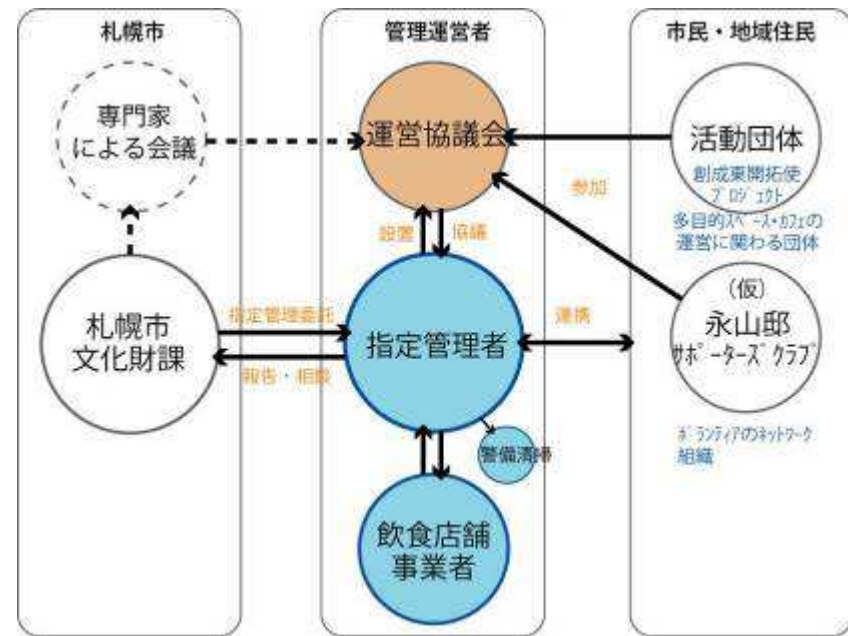 札幌市
専門家
による会議
札幌市
文化財課
指定管理委託
報告・相談
管理運営者
運営協議会
設置
協議
指定管理者
警備清掃
飲食店舗
事業者
市民・地域住民
活動団体
創成東開拓使
プロジェクト
多目的スペース・カフェの
運営に関わる団体
参加
連携
（仮）
永山邸
サポーターズクラブ
ボランティアのネットワーク
組織